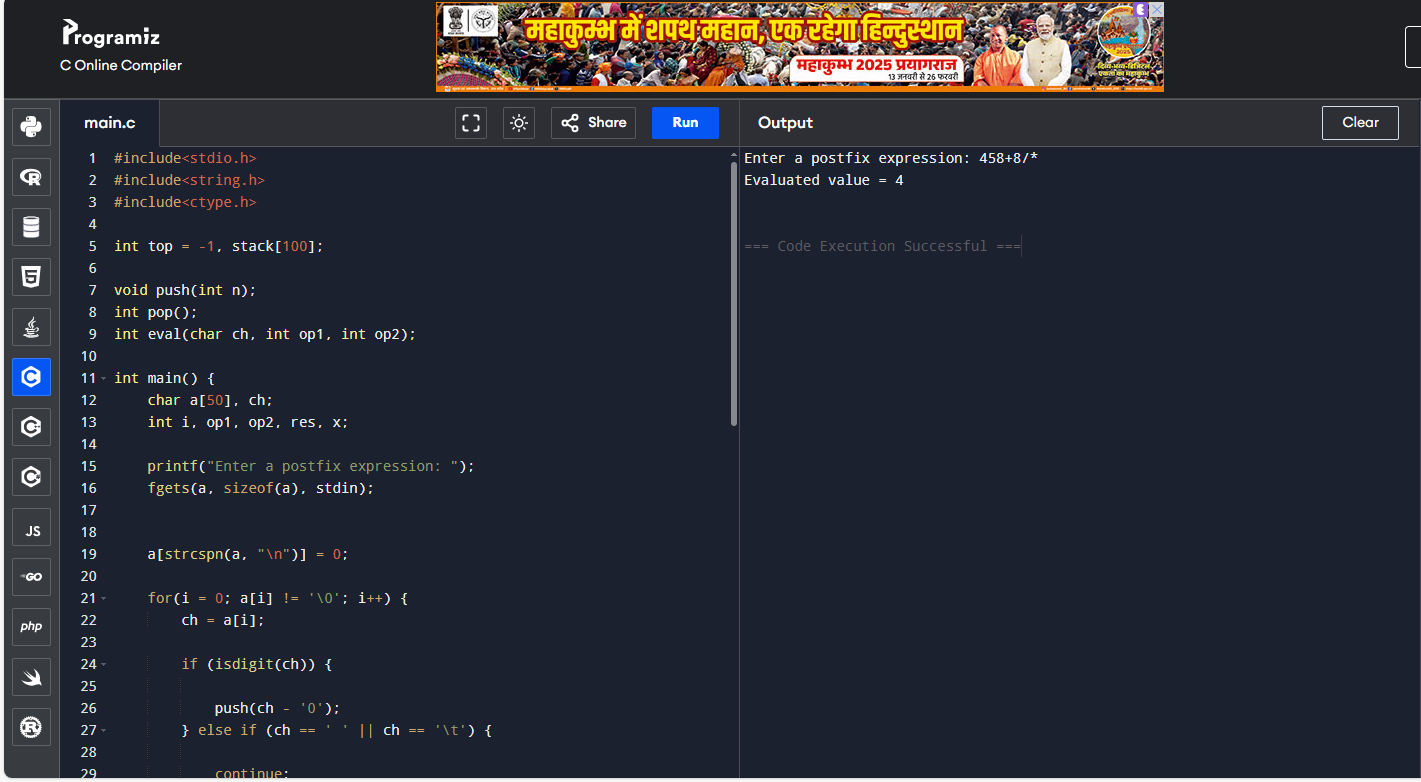 Programiz
C Online Compiler
महाकुम्भ में शपथ महान, एक रहेगा हिन्दुस्तान
महाकुम्भ 2025 प्रयागराज
13 जनवरी से 26 फरवरी
main.c
Share
Run
Output
Clear
1 #include<stdio.h>
2 #include<string.h>
3 #include<ctype.h>
4
5 int top = -1, stack[100];
6
7 void push(int n);
8 int pop();
9 int eval(char ch, int op1, int op2);
10
11 int main() {
12 char a[50], ch;
13 int i, op1, op2, res, x;
14
15 printf("Enter a postfix expression: ");
16 fgets(a, sizeof(a), stdin);
17
18
19 a[strcspn(a, "\n")] = 0;
20
21 for(i = 0; a[i] != '\0'; i++) {
22 ch = a[i];
23
24 if (isdigit(ch)) {
25
26 push(ch - '0');
27 } else if (ch == ' ' || ch == '\t') {
28
29 continue;
Enter a postfix expression: 458+8/*
Evaluated value = 4
=== Code Execution Successful ===
JS
GO
php